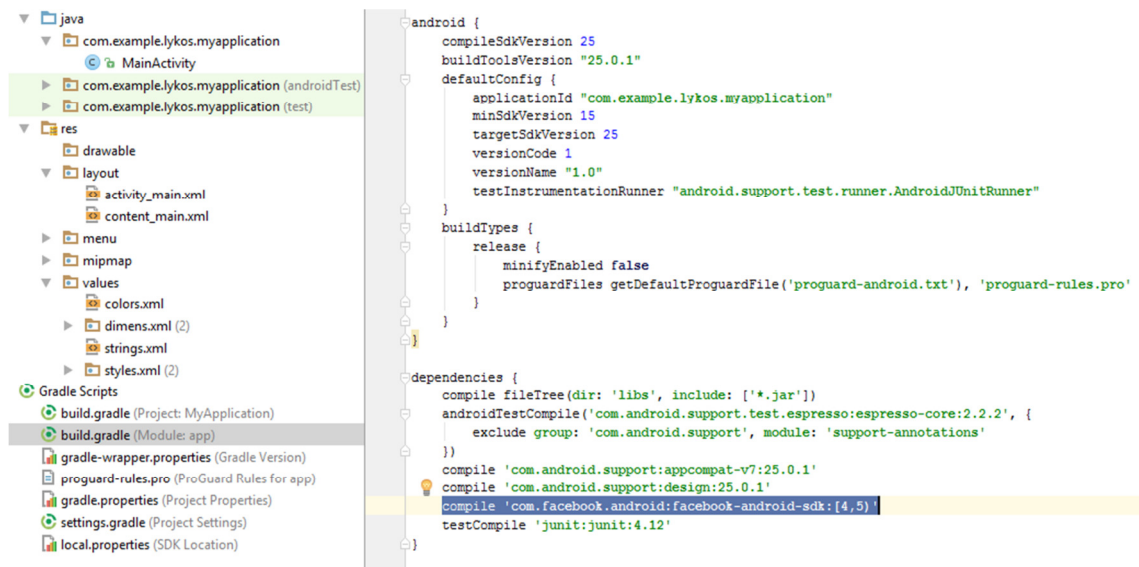 java
com.example.lykos.myapplication
MainActivity
com.example.lykos.myapplication (androidTest)
com.example.lykos.myapplication (test)
res
drawable
layout
activity_main.xml
content_main.xml
menu
mipmap
values
colors.xml
dimens.xml (2)
strings.xml
styles.xml (2)
Gradle Scripts
build.gradle (Project: MyApplication)
build.gradle (Module: app)
gradle-wrapper.properties (Gradle Version)
proguard-rules.pro (ProGuard Rules for app)
gradle.properties (Project Properties)
settings.gradle (Project Settings)
local.properties (SDK Location)
android {
compileSdkVersion 25
buildToolsVersion "25.0.1"
defaultConfig {
applicationId "com.example.lykos.myapplication"
minSdkVersion 15
targetSdkVersion 25
versionCode 1
versionName "1.0"
testInstrumentationRunner "android.support.test.runner.AndroidJUnitRunner"
}
buildTypes {
release {
minifyEnabled false
proguardFiles getDefaultProguardFile('proguard-android.txt'), 'proguard-rules.pro'
}
}
}
dependencies {
compile fileTree(dir: 'libs', include: ['*.jar'])
androidTestCompile('com.android.support.test.espresso:espresso-core:2.2.2', {
exclude group: 'com.android.support', module: 'support-annotations'
})
compile 'com.android.support:appcompat-v7:25.0.1'
compile 'com.android.support:design:25.0.1'
compile 'com.facebook.android:facebook-android-sdk:[4,5)'
testCompile 'junit:junit:4.12'
}